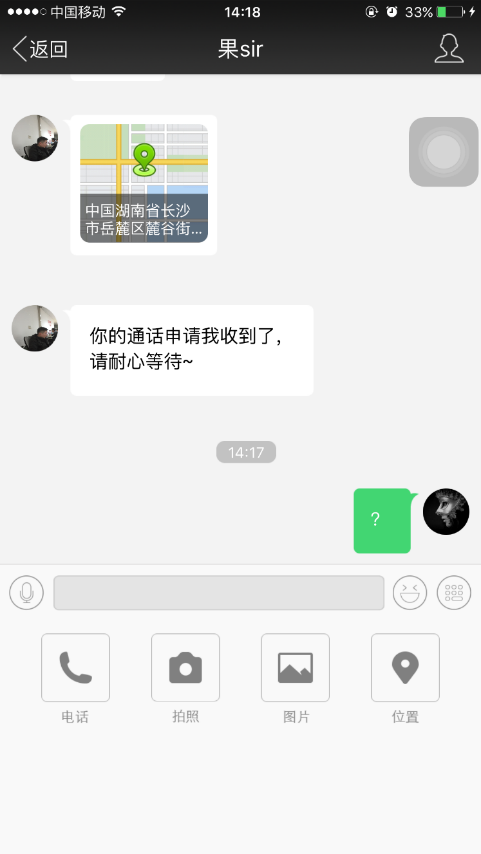 中国移动
14:18
33%
返回
果sir
中国湖南省长沙
市岳麓区麓谷街...
你的通话申请我收到了,
请耐心等待~
14:17
?
电话
拍照
图片
位置